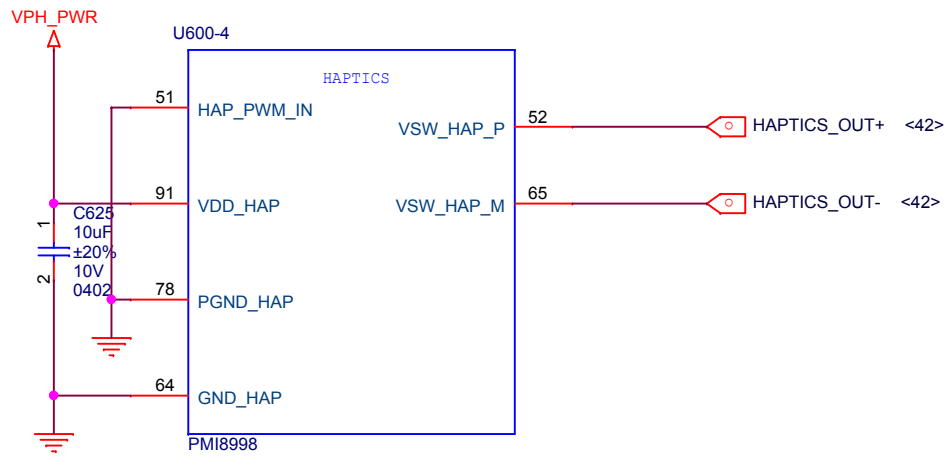 VPH_PWR
U600-4
HAPTICS
51
HAP_PWM_IN
52
VSW_HAP_P
HAPTICS_OUT+ <42>
91
VDD_HAP
65
VSW_HAP_M
HAPTICS_OUT- <42>
1
C625
10uF
±20%
10V
0402
2
78
PGND_HAP
64
GND_HAP
PMI8998